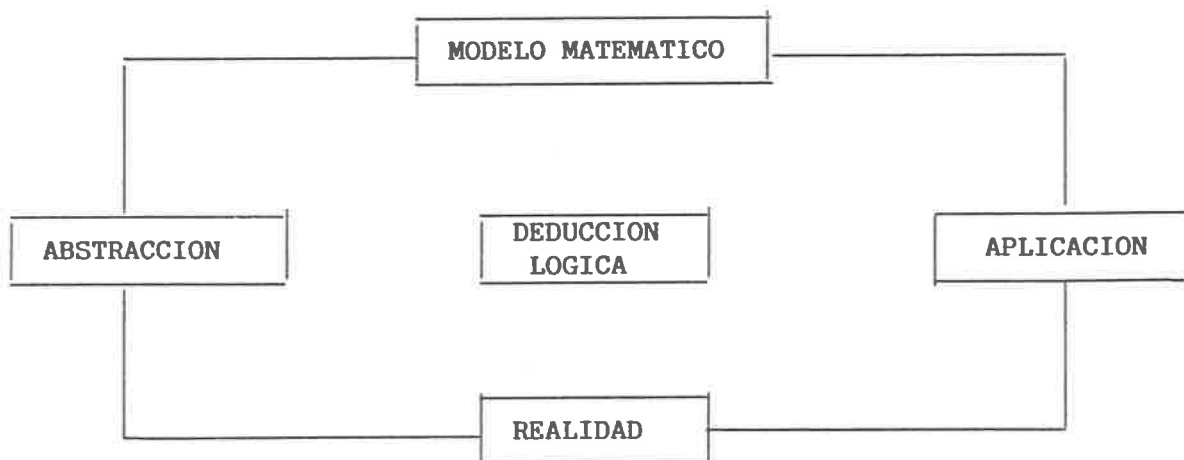 MODELO MATEMATICO
ABSTRACCION
DEDUCCION
LOGICA
APLICACION
REALIDAD